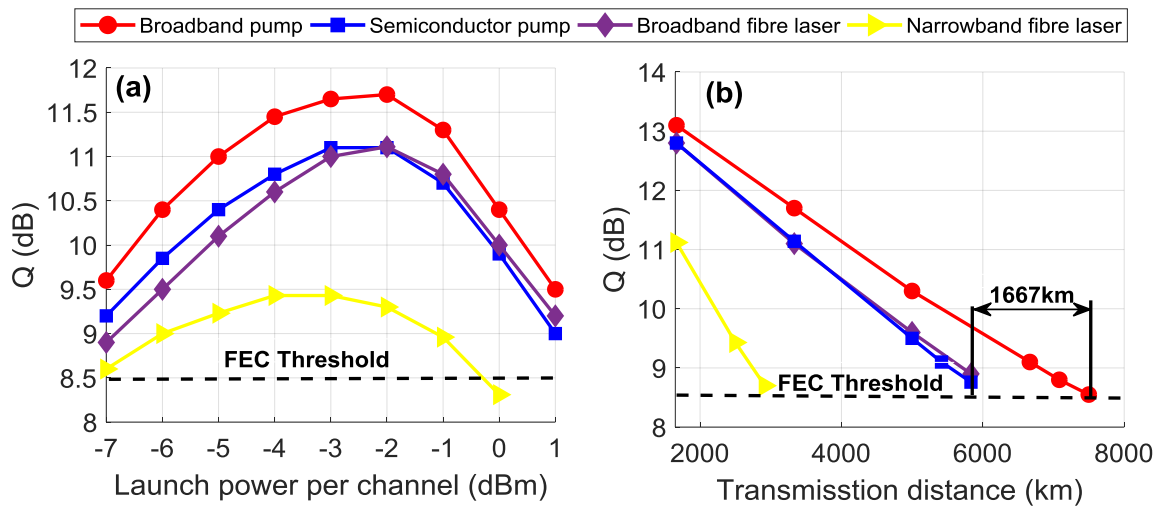 Broadband pump Semiconductor pump Broadband fibre laser Narrowband fibre laser
(a)
12
11.5
11
10.5
10
9.5
9
8.5
8
Q (dB)
FEC Threshold
-7 -6 -5 -4 -3 -2 -1 0 1
Launch power per channel (dBm)
(b)
14
13
12
11
10
9
8
Q (dB)
1667km
FEC Threshold
2000 4000 6000 8000
Transmisstion distance (km)